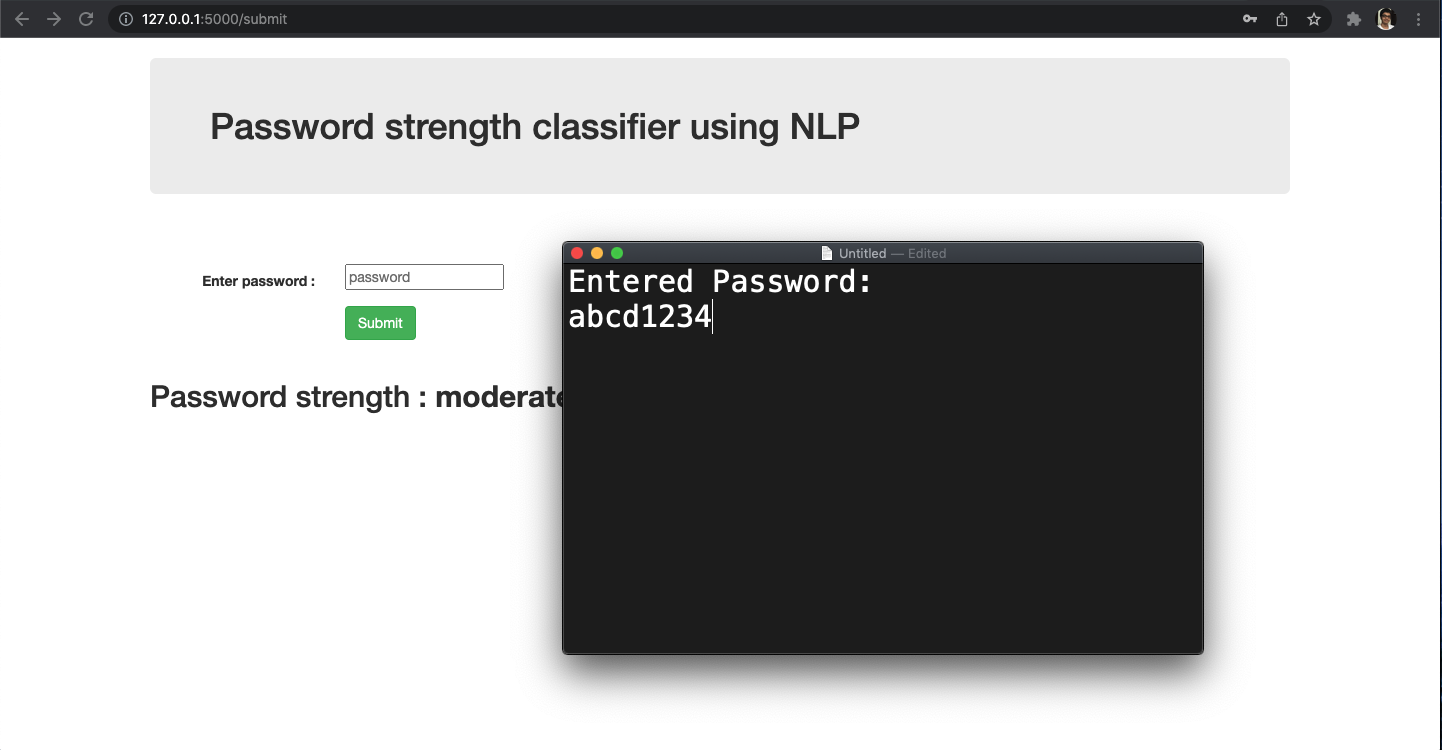 127.0.0.1:5000/submit
Password strength classifier using NLP
Untitled — Edited
Entered Password:
abcd1234
Enter password :
password
Submit
Password strength : moderate